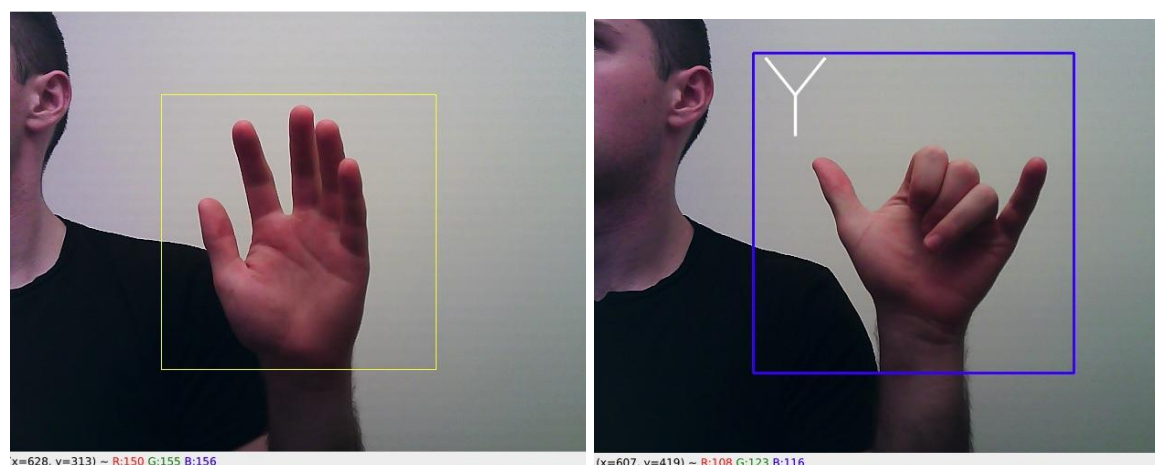 Y
(x=628, y=313) ~ R:150 G:155 B:156
(x=607, y=419) ~ R:108 G:123 B:116